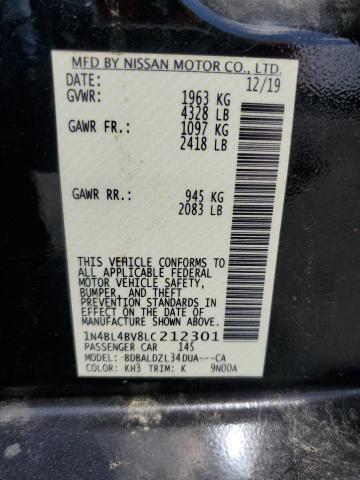 MFD BY NISSAN MOTOR CO., LTD.
DATE: 12/19
GVWR: 1963 KG
4328 LB
GAWR FR.: 1097 KG
2418 LB
GAWR RR.: 945 KG
2083 LB
THIS VEHICLE CONFORMS TO
ALL APPLICABLE FEDERAL
MOTOR VEHICLE SAFETY,
BUMPER, AND THEFT
PREVENTION STANDARDS IN
EFFECT ON THE DATE OF
MANUFACTURE SHOWN ABOVE.
1N4BL4BV8LC212301
PASSENGER CAR 145
MODEL: BDBALDZL34DUA---CA
COLOR: KH3 TRIM: K 9N00A